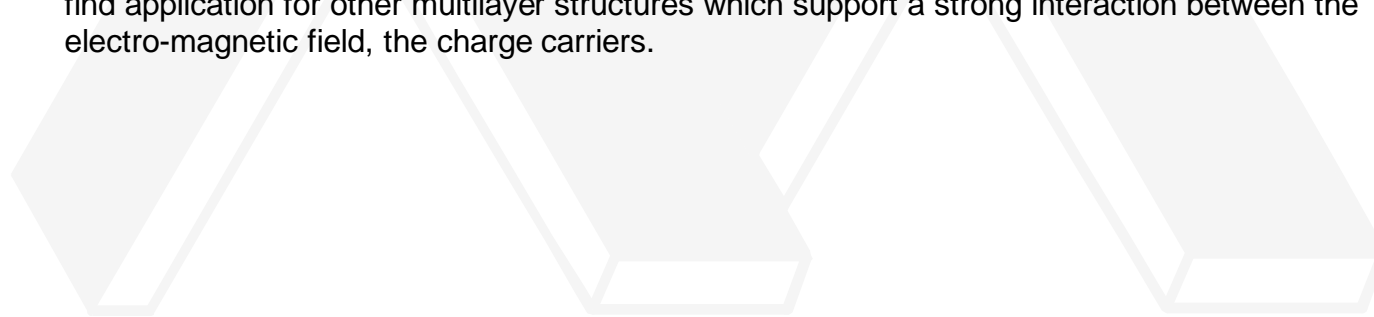 find application for other multilayer structures which support a strong interaction between the
electro-magnetic field, the charge carriers.